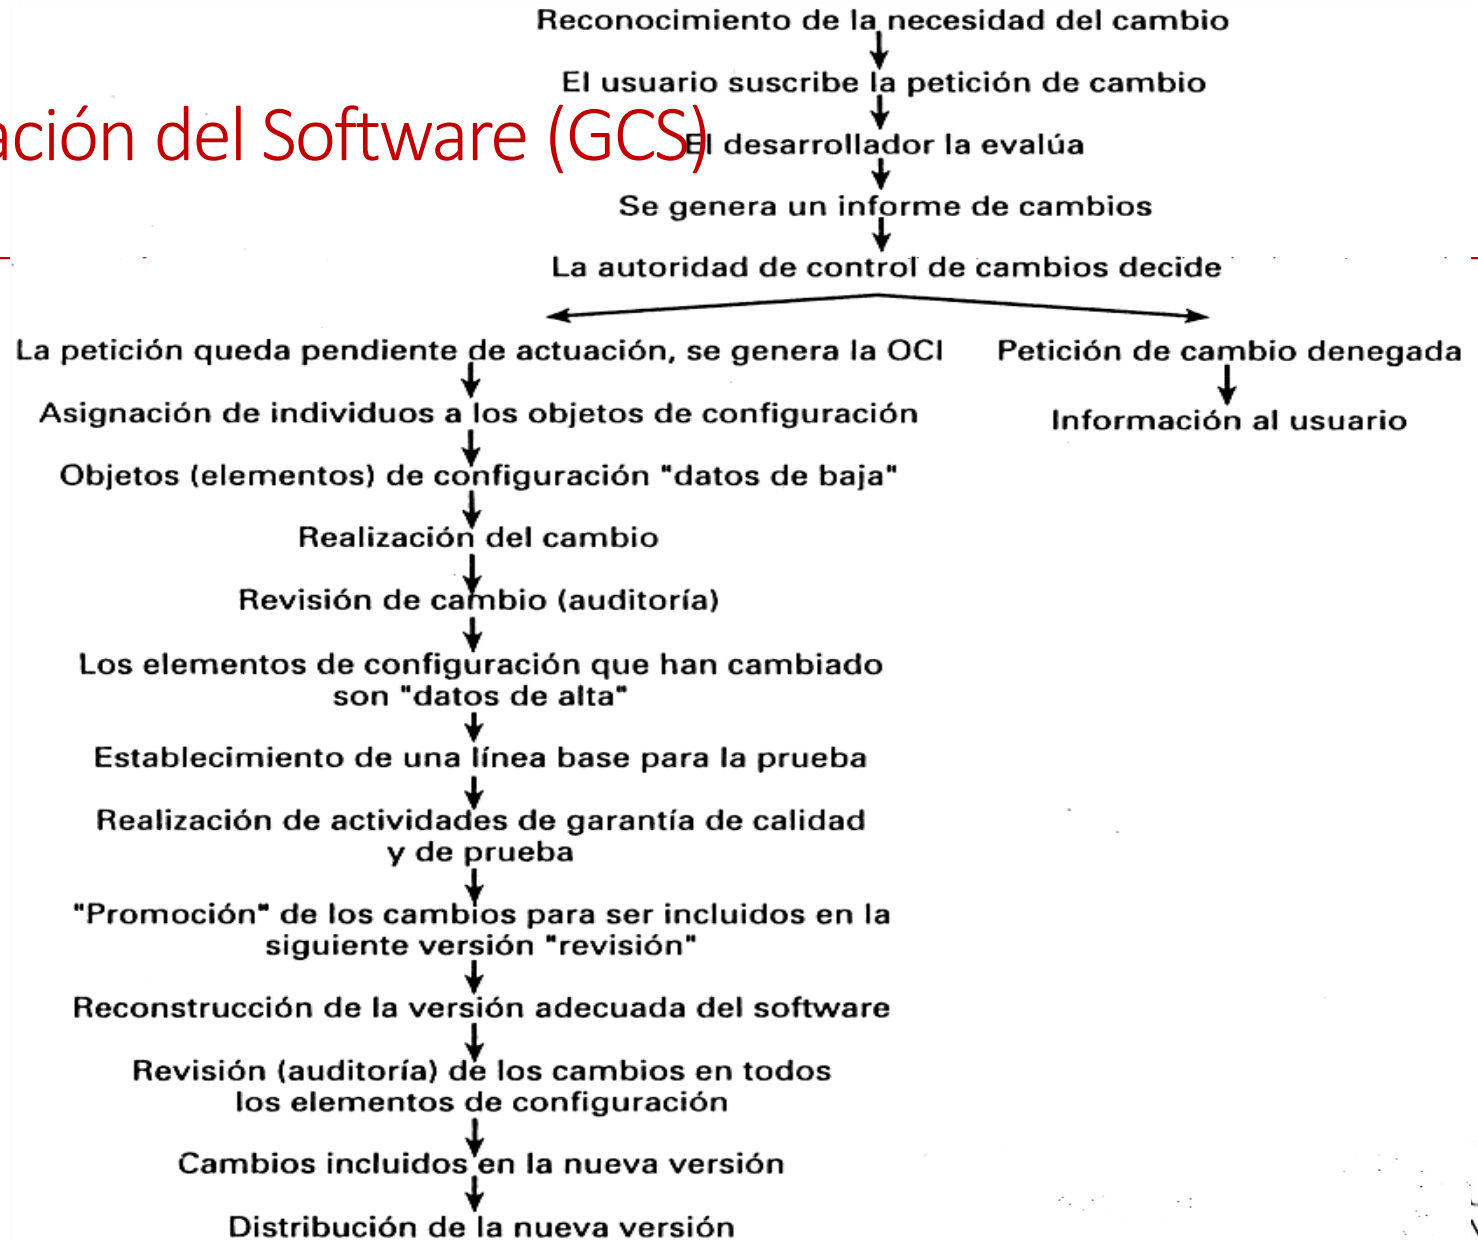 Reconocimiento de la necesidad del cambio
El usuario suscribe la petición de cambio
ación del Software (GCS)
El desarrollador la evalúa
Se genera un informe de cambios
La autoridad de control de cambios decide
La petición queda pendiente de actuación, se genera la OCI
Petición de cambio denegada
Asignación de individuos a los objetos de configuración
Información al usuario
Objetos (elementos) de configuración "datos de baja"
Realización del cambio
Revisión de cambio (auditoría)
Los elementos de configuración que han cambiado
son "datos de alta"
Establecimiento de una línea base para la prueba
Realización de actividades de garantía de calidad
y de prueba
"Promoción" de los cambios para ser incluidos en la
siguiente versión "revisión"
Reconstrucción de la versión adecuada del software
Revisión (auditoría) de los cambios en todos
los elementos de configuración
Cambios incluidos en la nueva versión
Distribución de la nueva versión